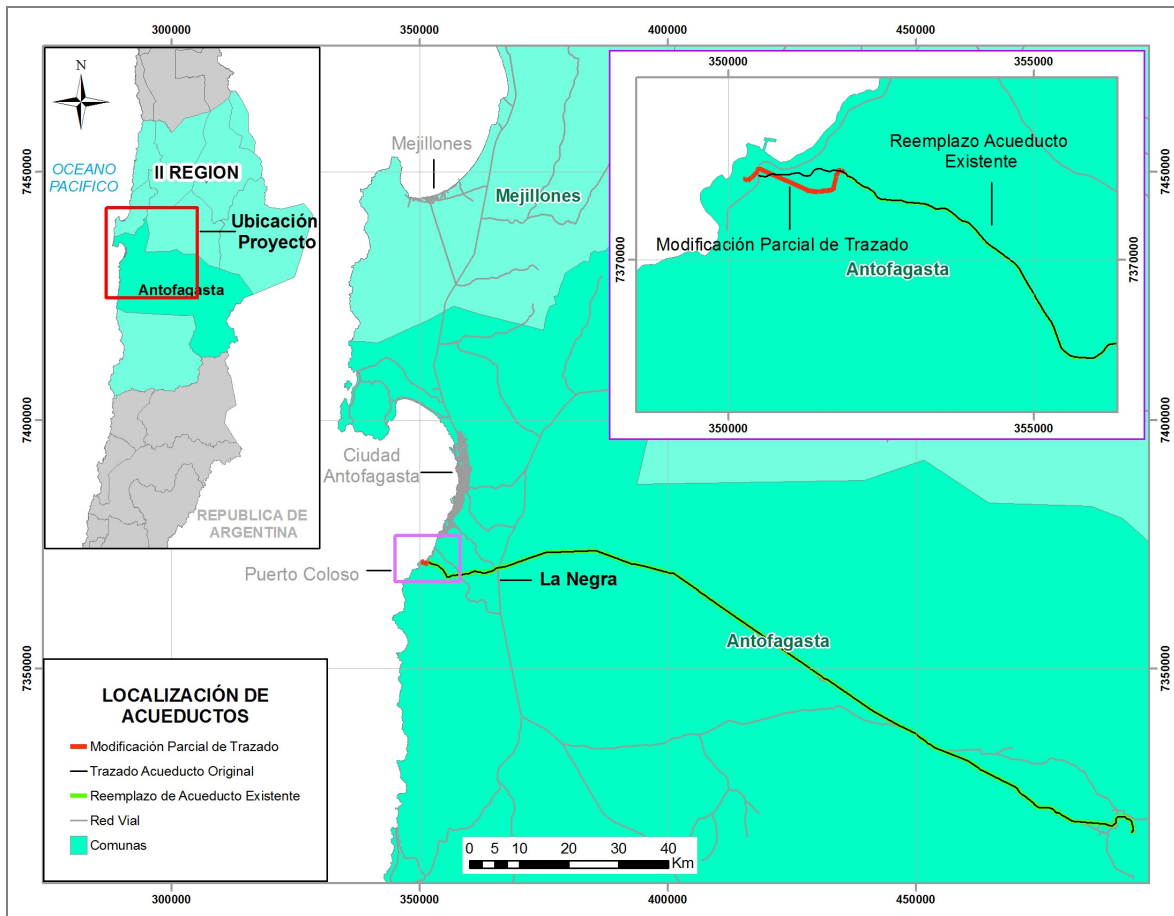 300000
350000
400000
N
OCEANO
PACIFICO
II REGION
Ubicación
Proyecto
Antofagasta
REPUBLICA DE
ARGENTINA
350000
355000
Reemplazo Acueducto
Existente
Modificación Parcial de Trazado
Antofagasta
7370000
7370000
350000
355000
7450000
7450000
Mejillones
Mejillones
7400000
7400000
Ciudad
Antofagasta
Puerto Coloso
La Negra
Antofagasta
7350000
7350000
LOCALIZACIÓN DE
ACUEDUCTOS
Modificación Parcial de Trazado
Trazado Acueducto Original
Reemplazo de Acueducto Existente
Red Vial
Comunas
0 5 10 20 30 40
Km
300000
350000
400000
450000